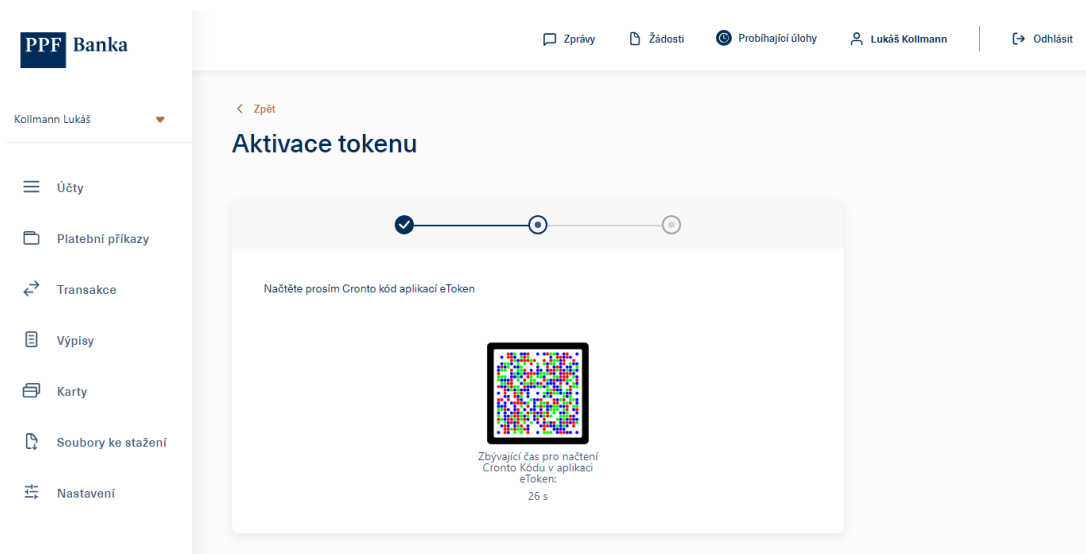 PPF Banka
Zprávy
Žádosti
Probíhající úlohy
Lukáš Kollmann
Odhlásit
Kollmann Lukáš
Zpět
Aktivace tokenu
Účty
Platební příkazy
Transakce
Výpisy
Karty
Soubory ke stažení
Nastavení
Načtěte prosím Cronto kód aplikací eToken
Zbývající čas pro načtení
Cronto Kódu v aplikaci
eToken:
26 s